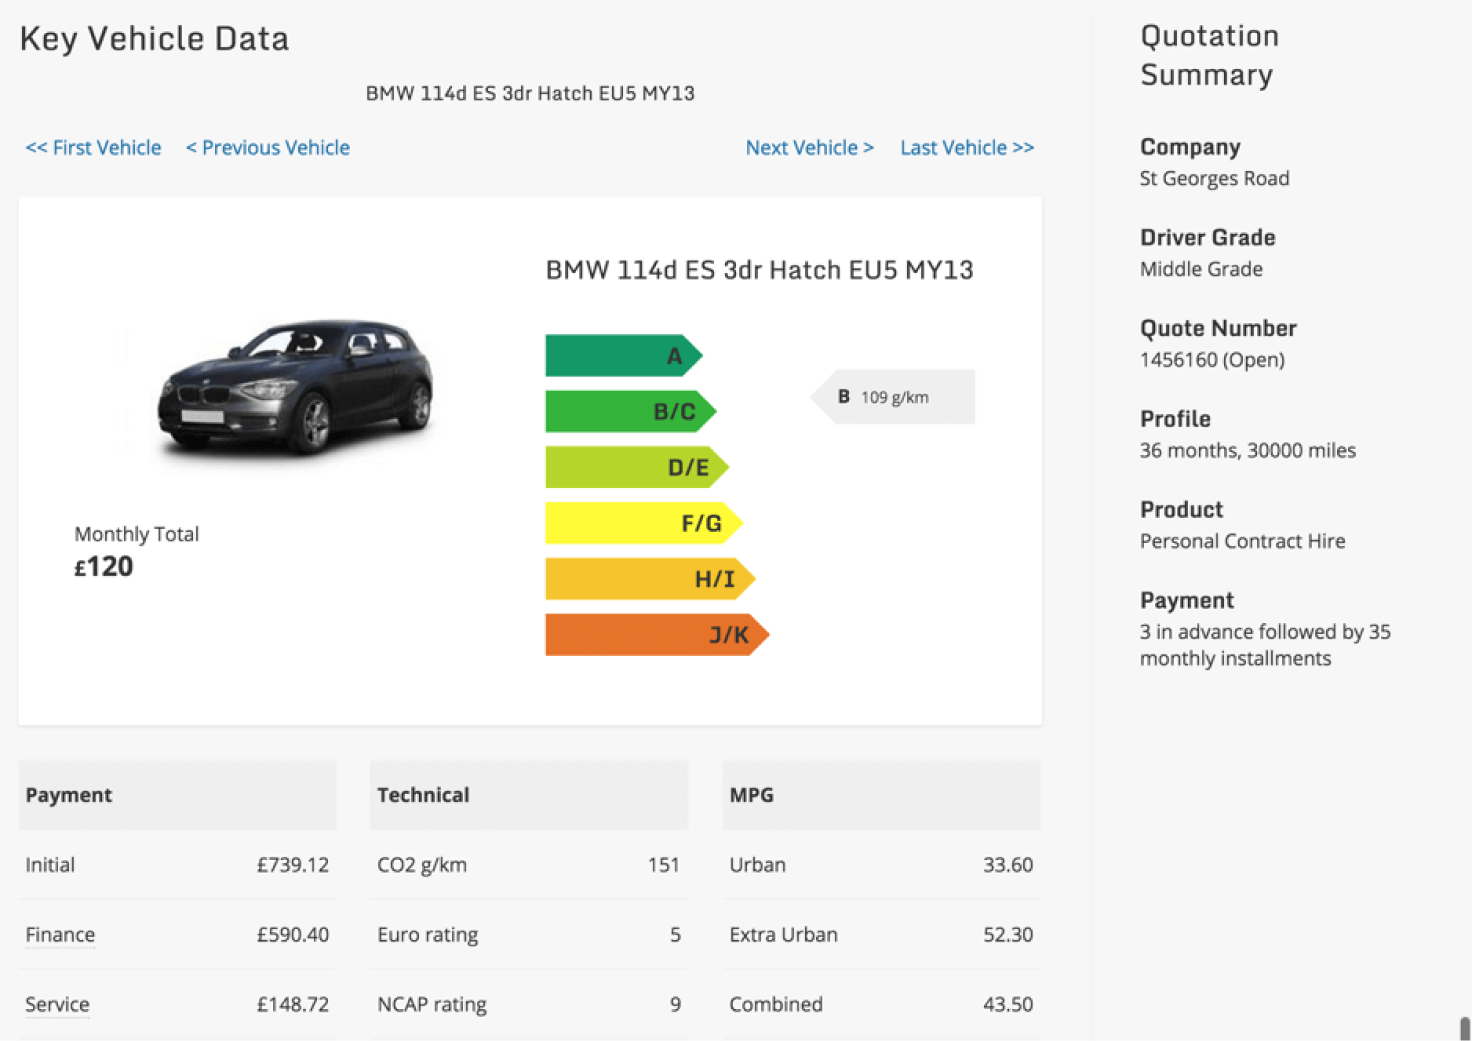 Key Vehicle Data
BMW 114d ES 3dr Hatch EU5 MY13
<< First Vehicle < Previous Vehicle Next Vehicle > Last Vehicle >>
BMW 114d ES 3dr Hatch EU5 MY13
A
B/C
B 109 g/km
D/E
F/G
H/I
J/K
Monthly Total
£120
Payment
Initial £739.12
Finance £590.40
Service £148.72
Technical
CO2 g/km 151
Euro rating 5
NCAP rating 9
MPG
Urban 33.60
Extra Urban 52.30
Combined 43.50
Quotation
Summary
Company
St Georges Road
Driver Grade
Middle Grade
Quote Number
1456160 (Open)
Profile
36 months, 30000 miles
Product
Personal Contract Hire
Payment
3 in advance followed by 35
monthly installments